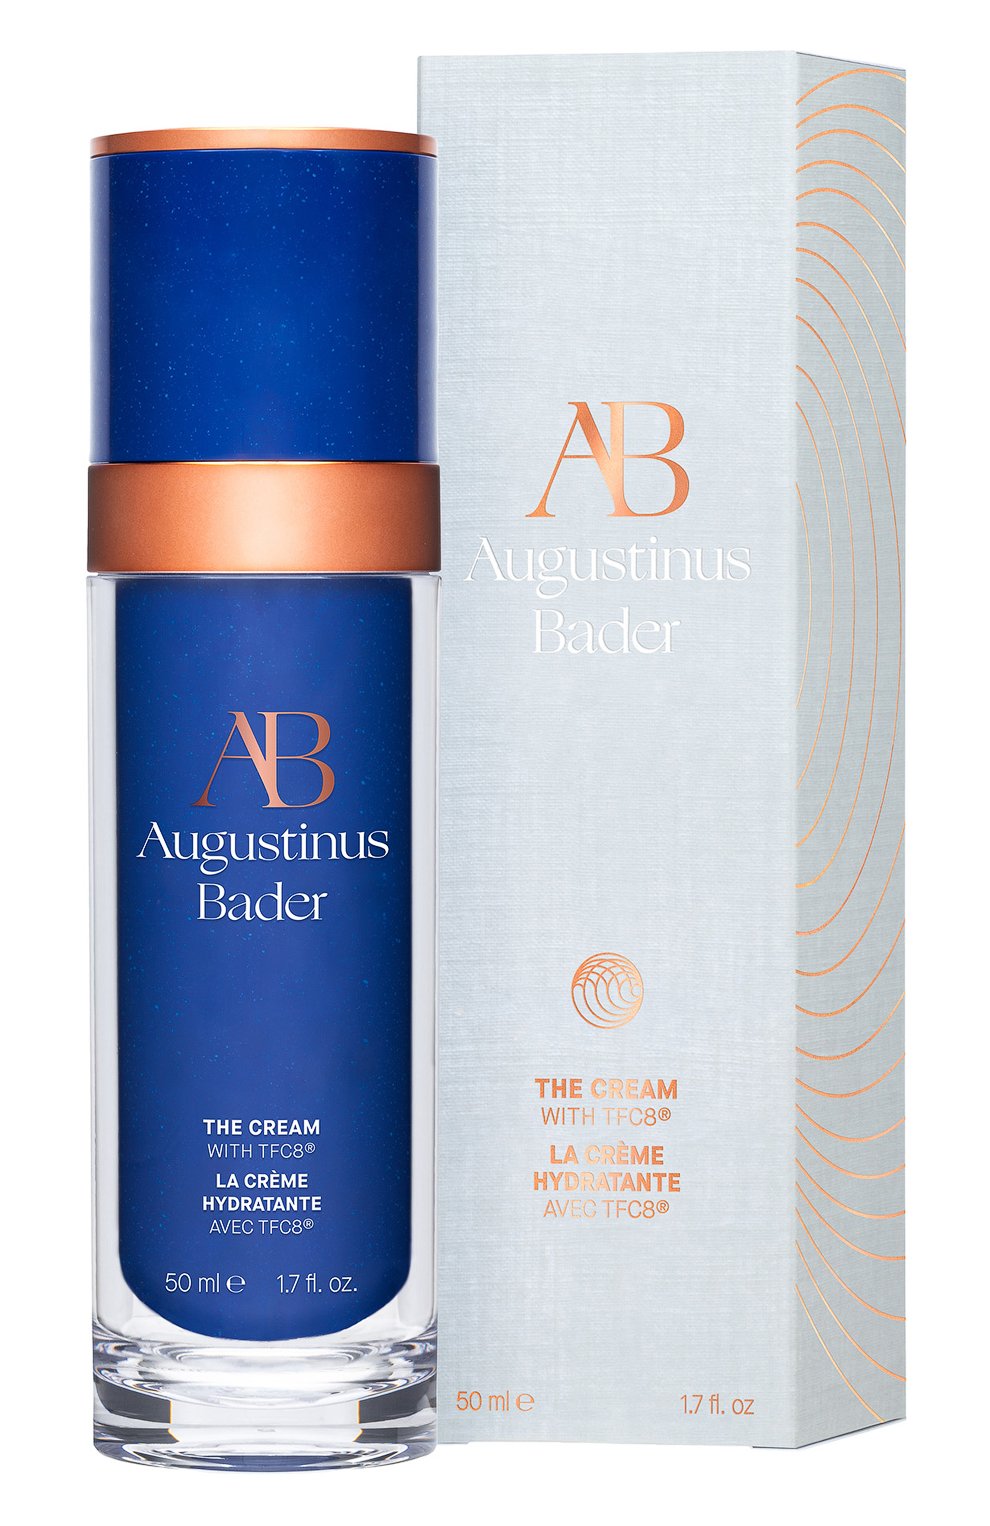 AB
Augustinus
Bader
THE CREAM
WITH TFC8®
LA CRÈME
HYDRATANTE
AVEC TFC8®
50 ml ℮ 1.7 fl. oz.
AB
Augustinus
Bader
THE CREAM
WITH TFC8®
LA CRÈME
HYDRATANTE
AVEC TFC8®
50 ml ℮ 1.7 fl. oz